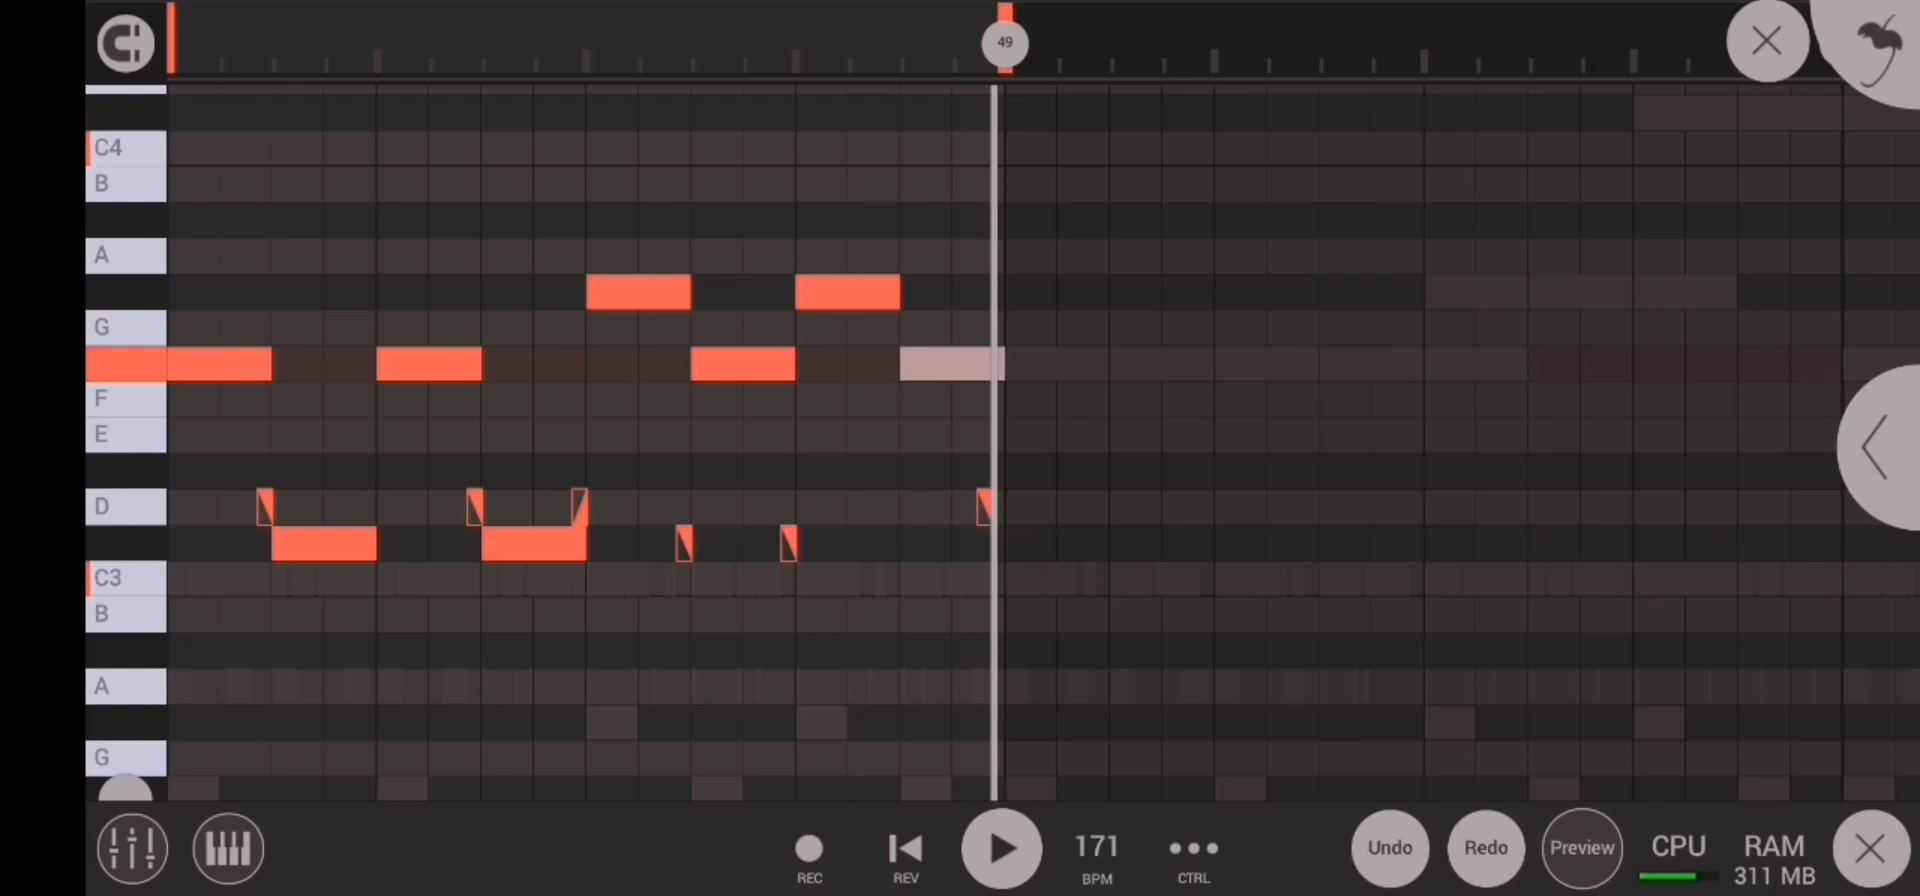 49
C4
B
A
G
F
E
D
C3
B
A
G
REC
REV
171
BPM
CTRL
Undo
Redo
Preview
CPU
RAM
311 MB